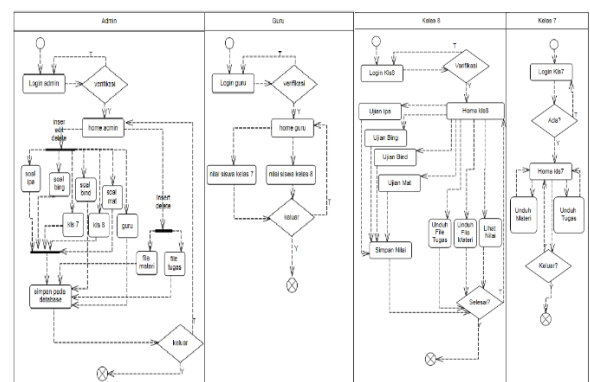 Admin
Guru
Kelas 8
Kelas 7
Login admin
verifikasi
T
Y
home admin
inser
edit
delete
soal
ipa
soal
bing
soal
bind
soal
mat
kls 7
kls 8
guru
insert
delete
file
materi
file
tugas
simpan pada
database
keluar
T
Y
Login guru
verifikasi
T
Y
home guru
nilai siswa kelas 7
nilai siswa kelas 8
keluar
T
Y
Login Kls8
Verifikasi
T
Y
Home kls8
Ujian Ipa
Ujian Bing
Ujian Bind
Ujian Mat
Simpan Nilai
Unduh
File
Tugas
Unduh
File
Materi
Lihat
Nilai
Selesai?
T
Y
Login Kls7
T
Ada?
Y
Home kls7
Unduh
Materi
Unduh
Tugas
Keluar?
T
Y